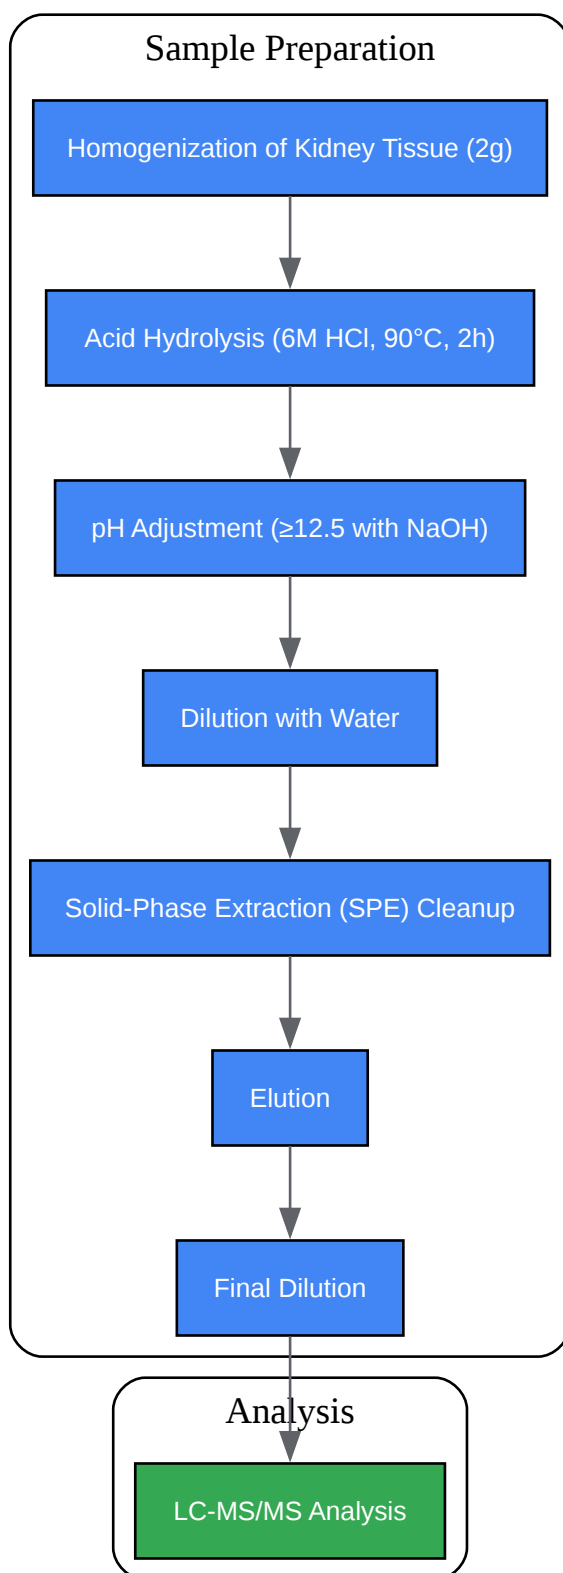 Sample Preparation
Homogenization of Kidney Tissue (2g)
Acid Hydrolysis (6M HCl, 90°C, 2h)
pH Adjustment (≥12.5 with NaOH)
Dilution with Water
Solid-Phase Extraction (SPE) Cleanup
Elution
Final Dilution
Analysis
LC-MS/MS Analysis